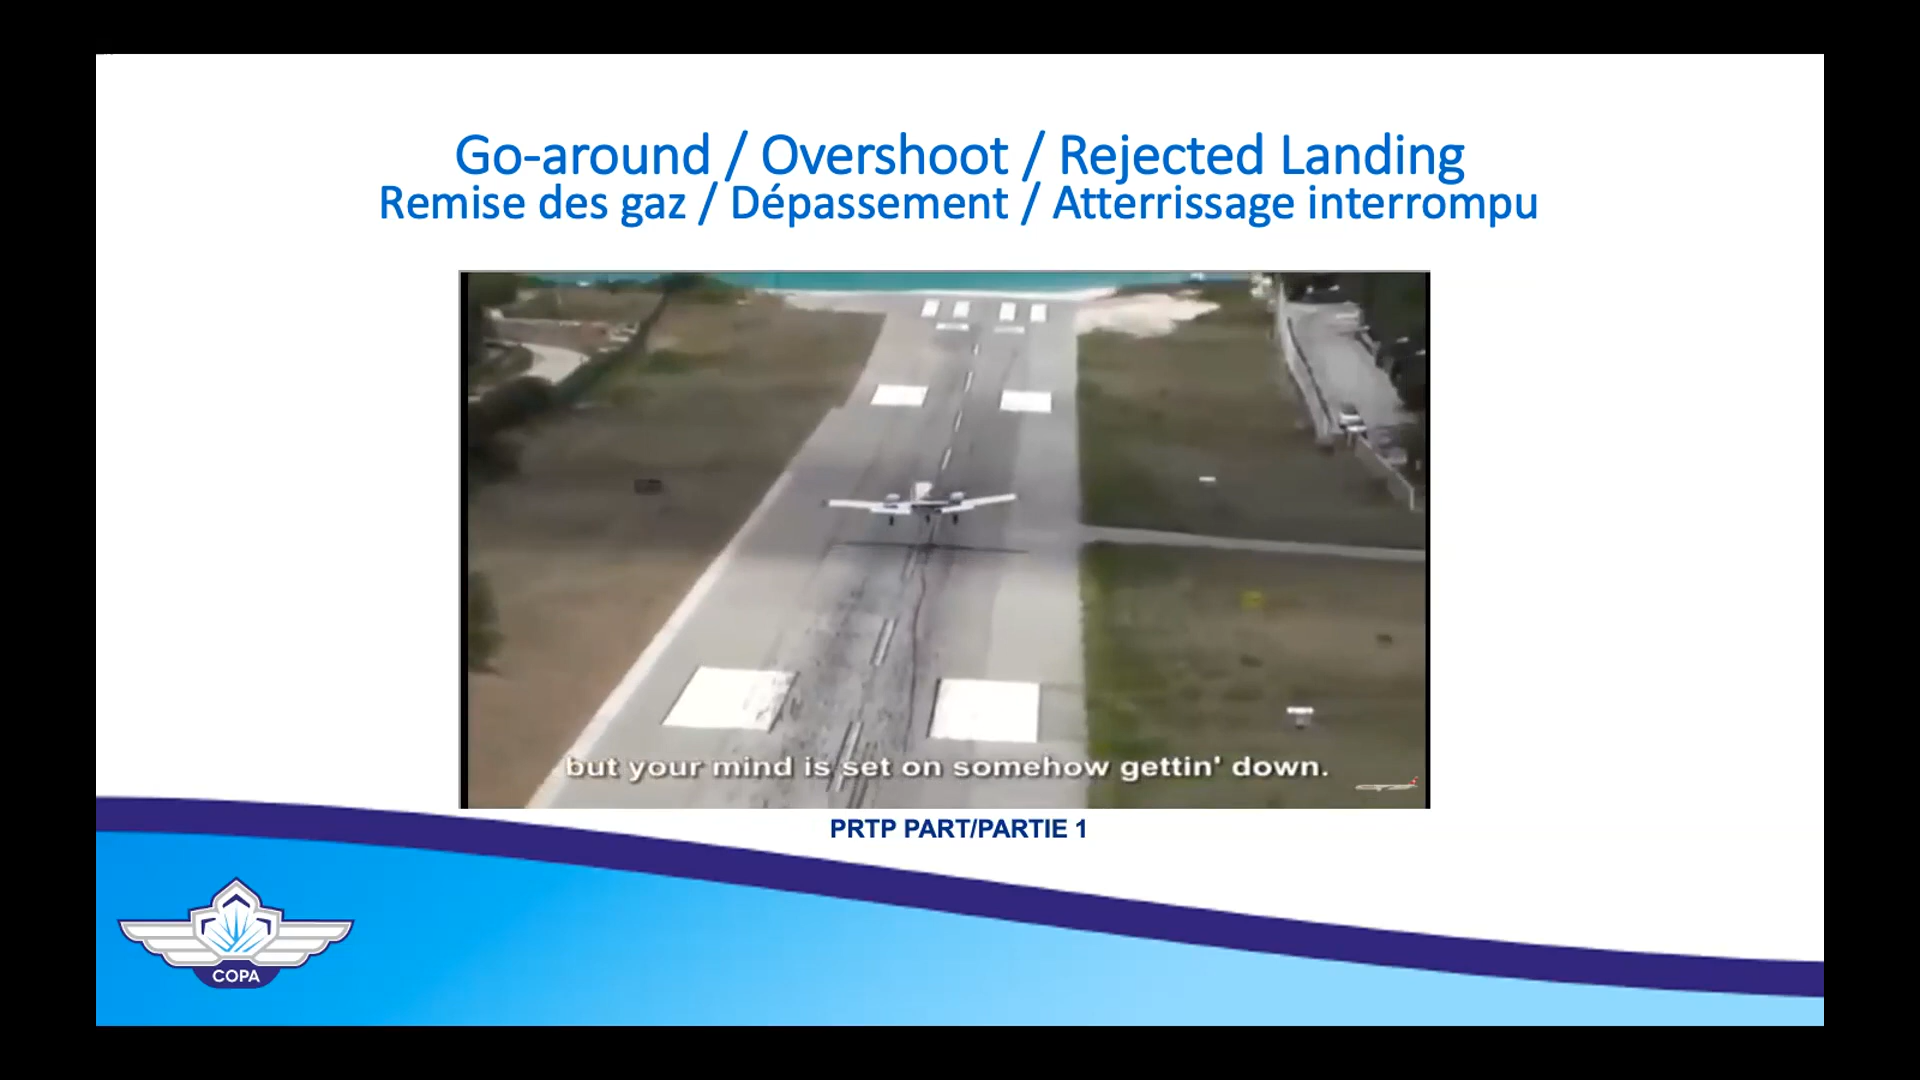 Go-around / Overshoot / Rejected Landing
Remise des gaz / Dépassement / Atterrissage interrompu
but your mind is set on somehow gettin' down.
PRTP PART/PARTIE 1
COPA